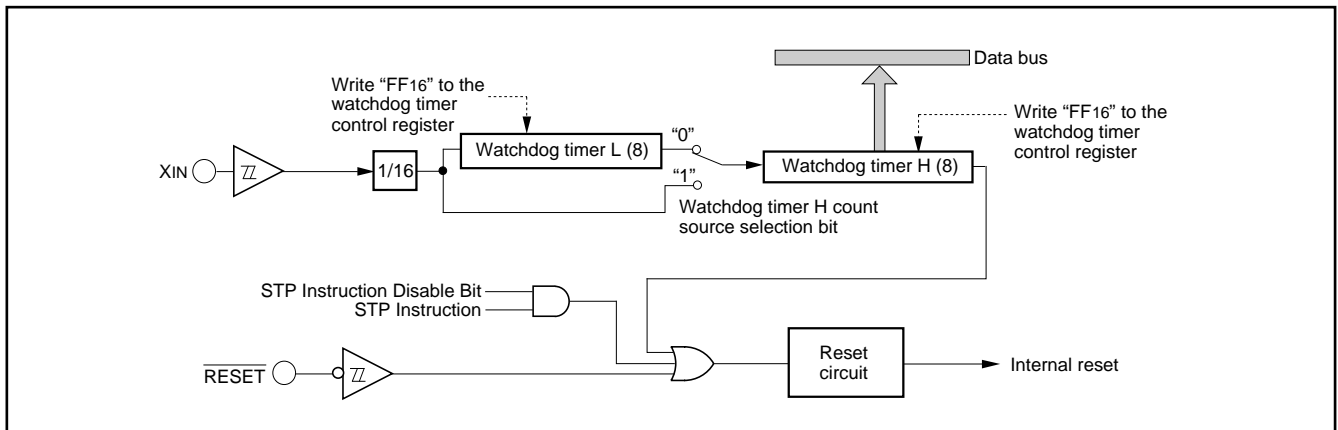 Data bus
Write “FF16” to the
watchdog timer
control register
Write “FF16” to the
watchdog timer
control register
“0”
XIN
1/16
Watchdog timer L (8)
Watchdog timer H (8)
“1”
Watchdog timer H count
source selection bit
STP Instruction Disable Bit
STP Instruction
RESET
Reset
circuit
Internal reset